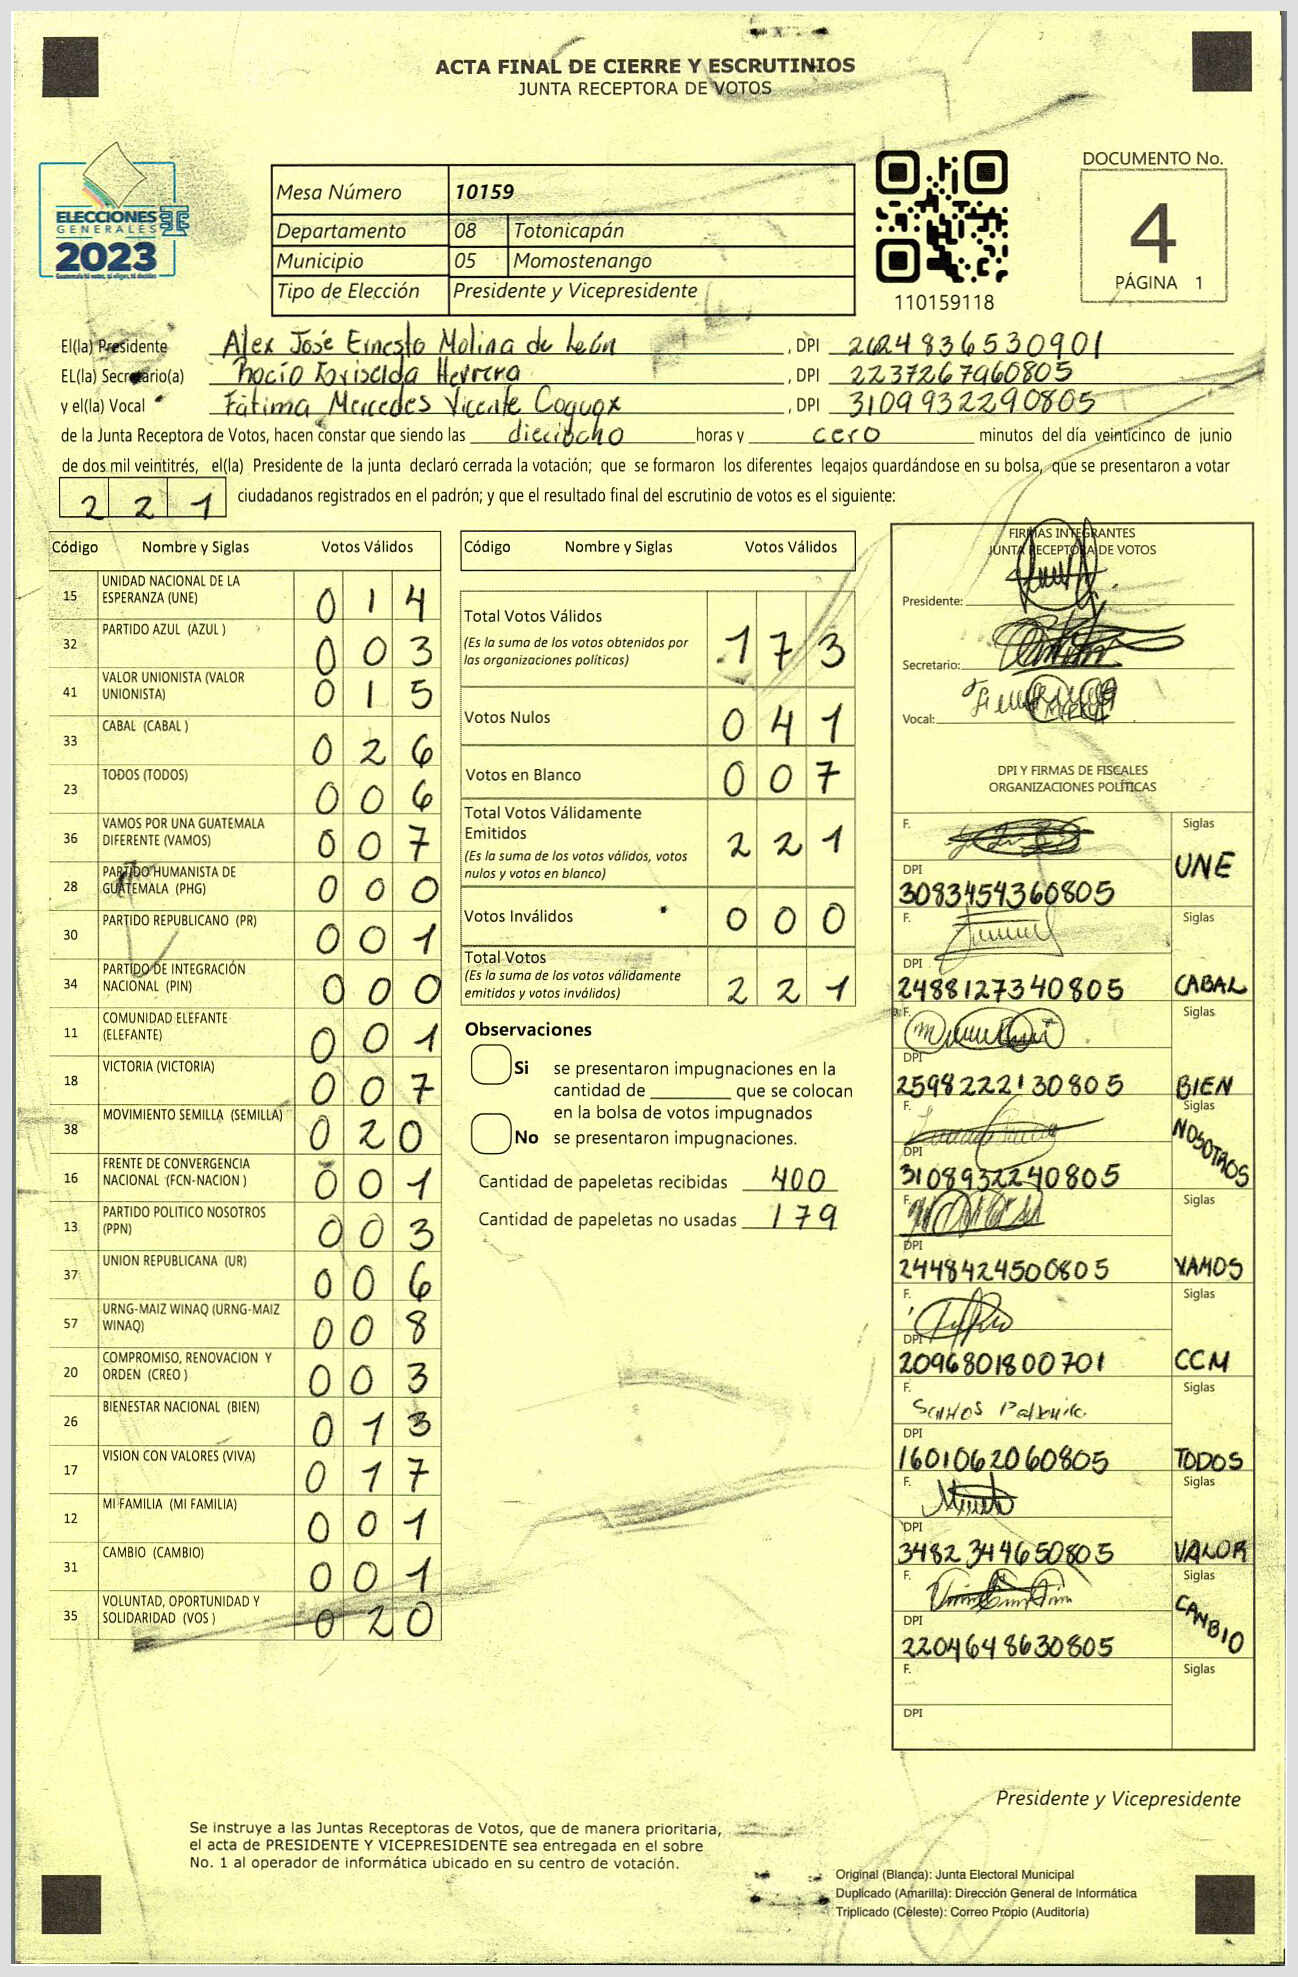 ACTA FINAL DE CIERRE Y ESCRUTINIOS
JUNTA RECEPTORA DE VOTOS
ELECCIONES
GENERALES
2023
Guatemala tú votas, tú eliges, tú decides
Mesa Número 10159
Departamento 08 Totonicapán
Municipio 05 Momostenango
Tipo de Elección Presidente y Vicepresidente
110159118
DOCUMENTO No.
4
PÁGINA 1
El(la) Presidente Alex José Ernesto Molina de León , DPI 2624836530901
EL(la) Secretario(a) Rocío Griselda Herrera , DPI 2237267960805
y el(la) Vocal Fátima Mercedes Vicente Coguox , DPI 3109932290805
de la Junta Receptora de Votos, hacen constar que siendo las dieciocho horas y cero minutos del día veinticinco de junio
de dos mil veintitrés, el(la) Presidente de la junta declaró cerrada la votación; que se formaron los diferentes legajos guardándose en su bolsa, que se presentaron a votar
2 2 1 ciudadanos registrados en el padrón; y que el resultado final del escrutinio de votos es el siguiente:
Código Nombre y Siglas Votos Válidos
15 UNIDAD NACIONAL DE LA ESPERANZA (UNE) 0 1 4
32 PARTIDO AZUL (AZUL ) 0 0 3
41 VALOR UNIONISTA (VALOR UNIONISTA) 0 1 5
33 CABAL (CABAL ) 0 2 6
23 TODOS (TODOS) 0 0 6
36 VAMOS POR UNA GUATEMALA DIFERENTE (VAMOS) 0 0 7
28 PARTIDO HUMANISTA DE GUATEMALA (PHG) 0 0 0
30 PARTIDO REPUBLICANO (PR) 0 0 1
34 PARTIDO DE INTEGRACIÓN NACIONAL (PIN) 0 0 0
11 COMUNIDAD ELEFANTE (ELEFANTE) 0 0 1
18 VICTORIA (VICTORIA) 0 0 7
38 MOVIMIENTO SEMILLA (SEMILLA) 0 2 0
16 FRENTE DE CONVERGENCIA NACIONAL (FCN-NACION ) 0 0 1
13 PARTIDO POLITICO NOSOTROS (PPN) 0 0 3
37 UNION REPUBLICANA (UR) 0 0 6
57 URNG-MAIZ WINAQ (URNG-MAIZ WINAQ) 0 0 8
20 COMPROMISO, RENOVACION Y ORDEN (CREO ) 0 0 3
26 BIENESTAR NACIONAL (BIEN) 0 1 3
17 VISION CON VALORES (VIVA) 0 1 7
12 MI FAMILIA (MI FAMILIA) 0 0 1
31 CAMBIO (CAMBIO) 0 0 1
35 VOLUNTAD, OPORTUNIDAD Y SOLIDARIDAD (VOS ) 0 2 0
Código Nombre y Siglas Votos Válidos
Total Votos Válidos 1 7 3
(Es la suma de los votos obtenidos por
las organizaciones políticas)
Votos Nulos 0 4 1
Votos en Blanco 0 0 7
Total Votos Válidamente
Emitidos 2 2 1
(Es la suma de los votos válidos, votos
nulos y votos en blanco)
Votos Inválidos 0 0 0
Total Votos 2 2 1
(Es la suma de los votos válidamente
emitidos y votos inválidos)
Observaciones
Si se presentaron impugnaciones en la
cantidad de ________ que se colocan
en la bolsa de votos impugnados
No se presentaron impugnaciones.
Cantidad de papeletas recibidas 400
Cantidad de papeletas no usadas 179
FIRMAS INTEGRANTES
JUNTA RECEPTORA DE VOTOS
Presidente:
Secretario:
Vocal:
DPI Y FIRMAS DE FISCALES
ORGANIZACIONES POLÍTICAS
F. Siglas
DPI 3083454360805 UNE
F. Siglas
DPI 2488127340805 CABAL
F. Siglas
DPI 2598222130805 BIEN
F. Siglas
DPI 3108932240805 NOSOTROS
F. Siglas
DPI 2448424500805 VAMOS
F. Siglas
DPI 2096801800701 CCM
F. Siglas
DPI 1601062060805 TODOS
F. Siglas
DPI 3482344650805 VALOR
F. Siglas
DPI 2204648630805 CAMBIO
F. Siglas
DPI
Presidente y Vicepresidente
Se instruye a las Juntas Receptoras de Votos, que de manera prioritaria,
el acta de PRESIDENTE Y VICEPRESIDENTE sea entregada en el sobre
No. 1 al operador de informática ubicado en su centro de votación.
Original (Blanca): Junta Electoral Municipal
Duplicado (Amarilla): Dirección General de Informática
Triplicado (Celeste): Correo Propio (Auditoría)